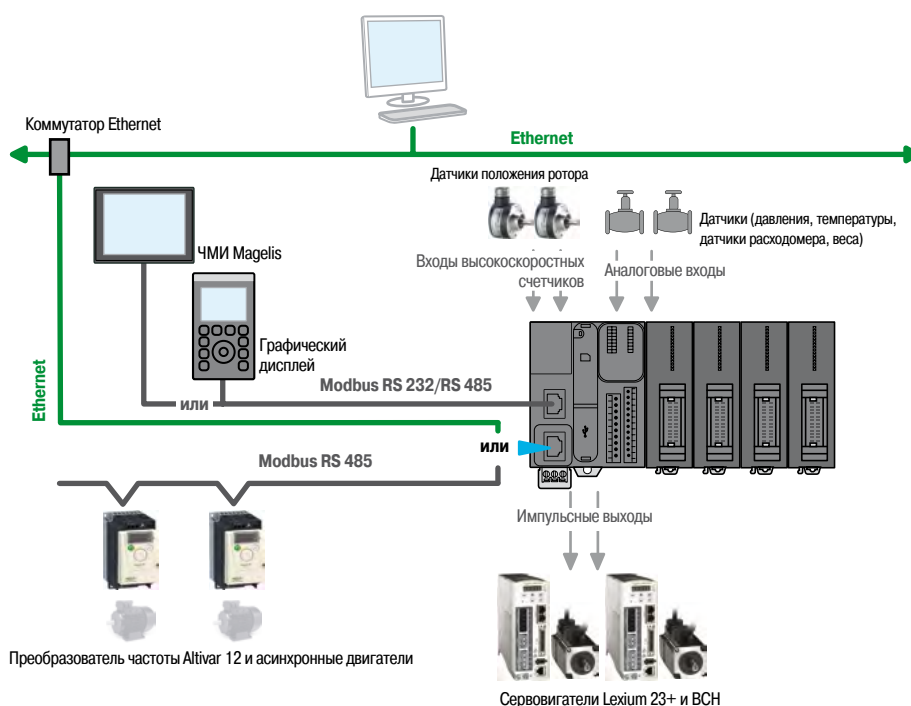 Коммутатор Ethernet
Ethernet
Датчики положения ротора
Датчики (давления, температуры,
датчики расходомера, веса)
ЧМИ Magelis
Входы высокоскоростных
счетчиков
Аналоговые входы
Графический
дисплей
Ethernet
Modbus RS 232/RS 485
или
или
Modbus RS 485
Импульсные выходы
Преобразователь частоты Altivar 12 и асинхронные двигатели
Сервовигатели Lexium 23+ и BCH